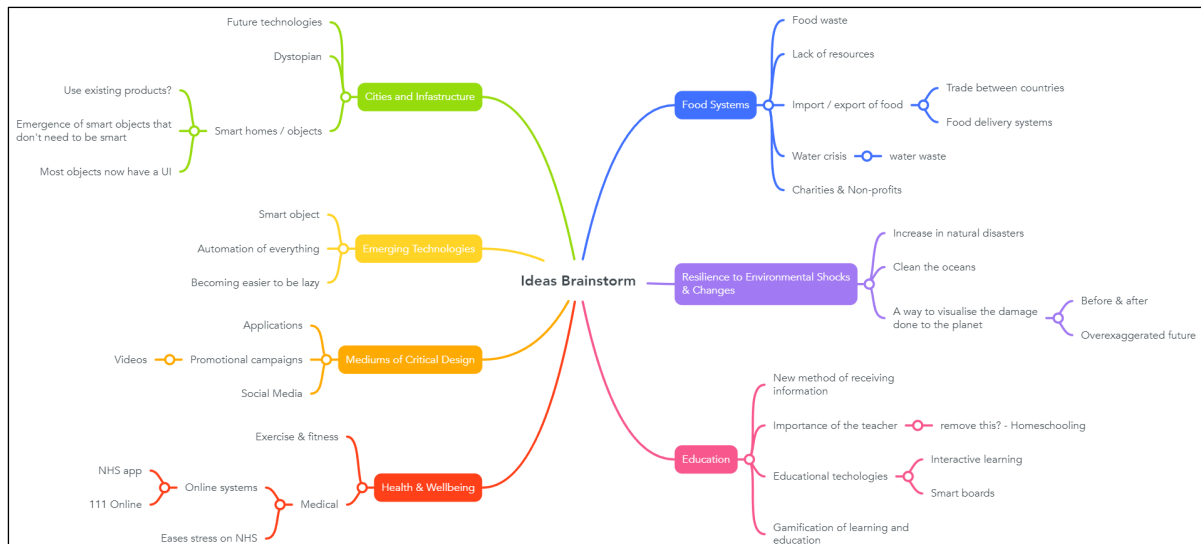 Ideas Brainstorm
Cities and Infastructure
Future technologies
Dystopian
Smart homes / objects
Use existing products?
Emergence of smart objects that
don't need to be smart
Most objects now have a UI
Emerging Technologies
Smart object
Automation of everything
Becoming easier to be lazy
Mediums of Critical Design
Applications
Promotional campaigns
Videos
Social Media
Health & Wellbeing
Exercise & fitness
Medical
Online systems
NHS app
111 Online
Eases stress on NHS
Food Systems
Food waste
Lack of resources
Import / export of food
Trade between countries
Food delivery systems
Water crisis
water waste
Charities & Non-profits
Resilience to Environmental Shocks
& Changes
Increase in natural disasters
Clean the oceans
A way to visualise the damage
done to the planet
Before & after
Overexaggerated future
Education
New method of receiving
information
Importance of the teacher
remove this? - Homeschooling
Educational techologies
Interactive learning
Smart boards
Gamification of learning and
education